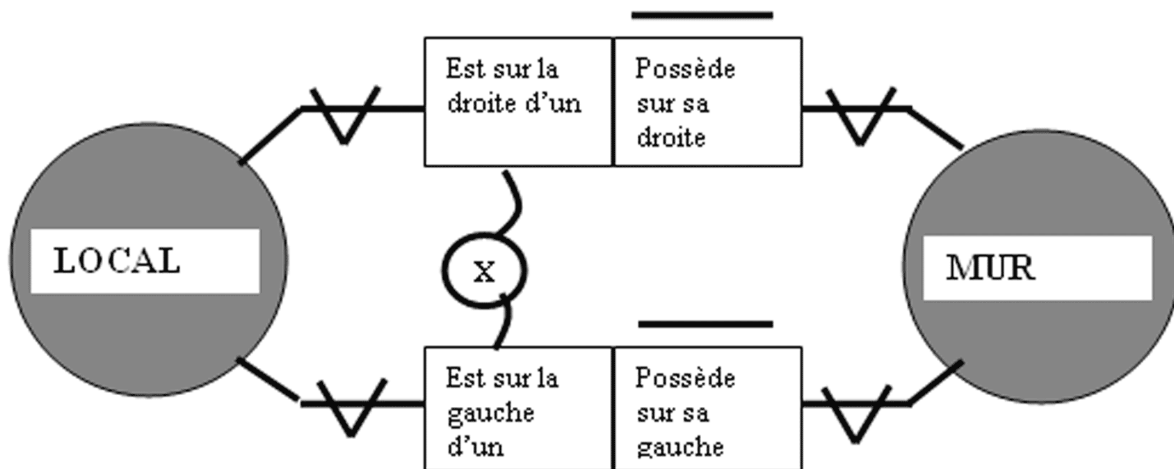 Est sur la
droite d'un
Possède
sur sa
droite
LOCAL
X
MUR
Est sur la
gauche
d'un
Possède
sur sa
gauche